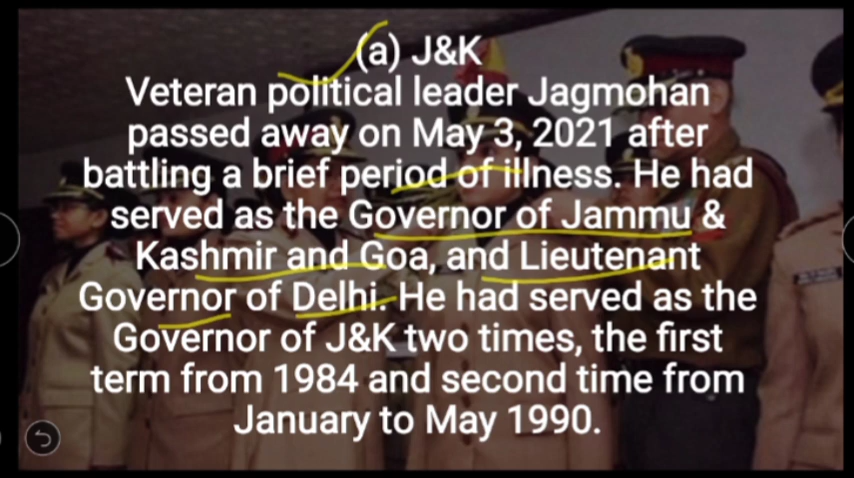 (a) J&K
Veteran political leader Jagmohan
passed away on May 3, 2021 after
battling a brief period of illness. He had
served as the Governor of Jammu &
Kashmir and Goa, and Lieutenant
Governor of Delhi. He had served as the
Governor of J&K two times, the first
term from 1984 and second time from
January to May 1990.